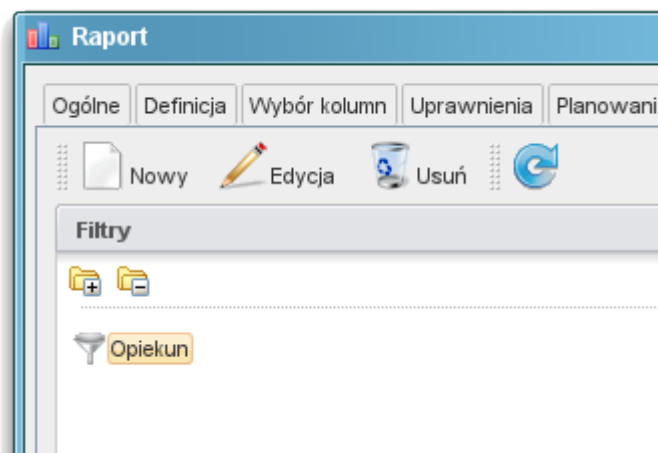 Raport
Ogólne Definicja Wybór kolumn Uprawnienia Planowani
Nowy Edycja Usuń
Filtry
Opiekun